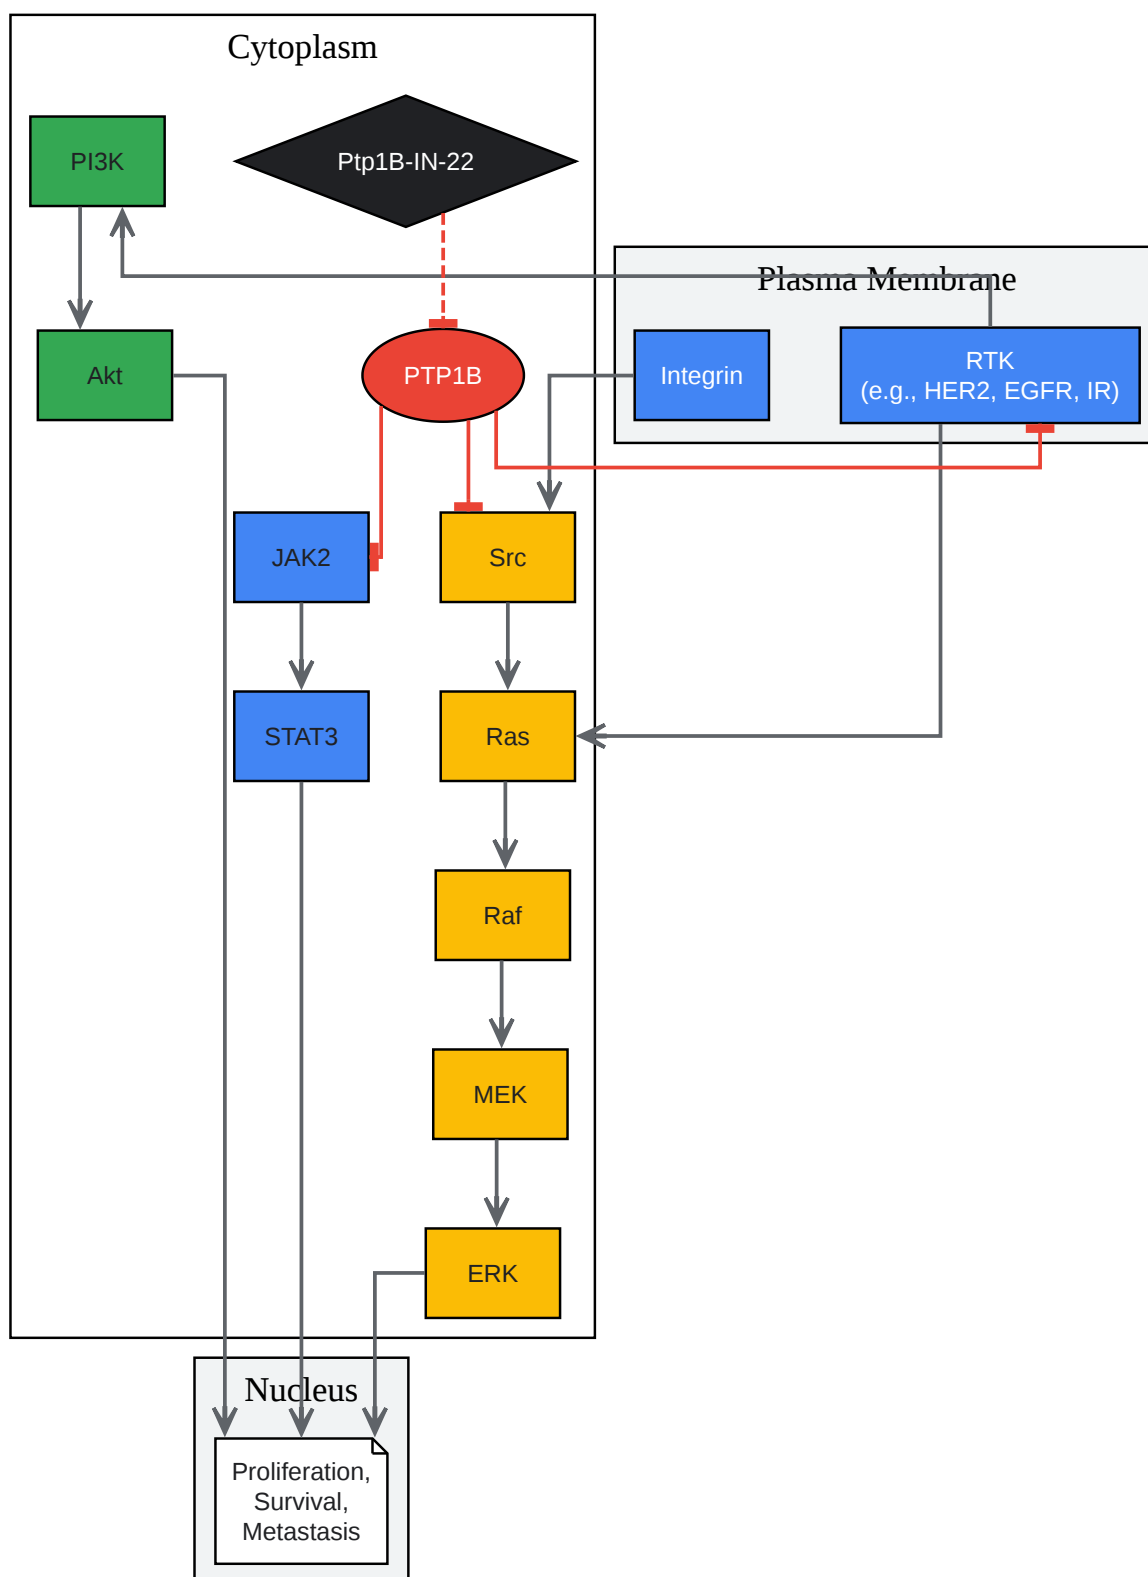 Cytoplasm
PI3K
Ptp1B-IN-22
Plasma Membrane
Akt
PTP1B
Integrin
RTK
(e.g., HER2, EGFR, IR)
JAK2
Src
STAT3
Ras
Raf
MEK
ERK
Nucleus
Proliferation,
Survival,
Metastasis